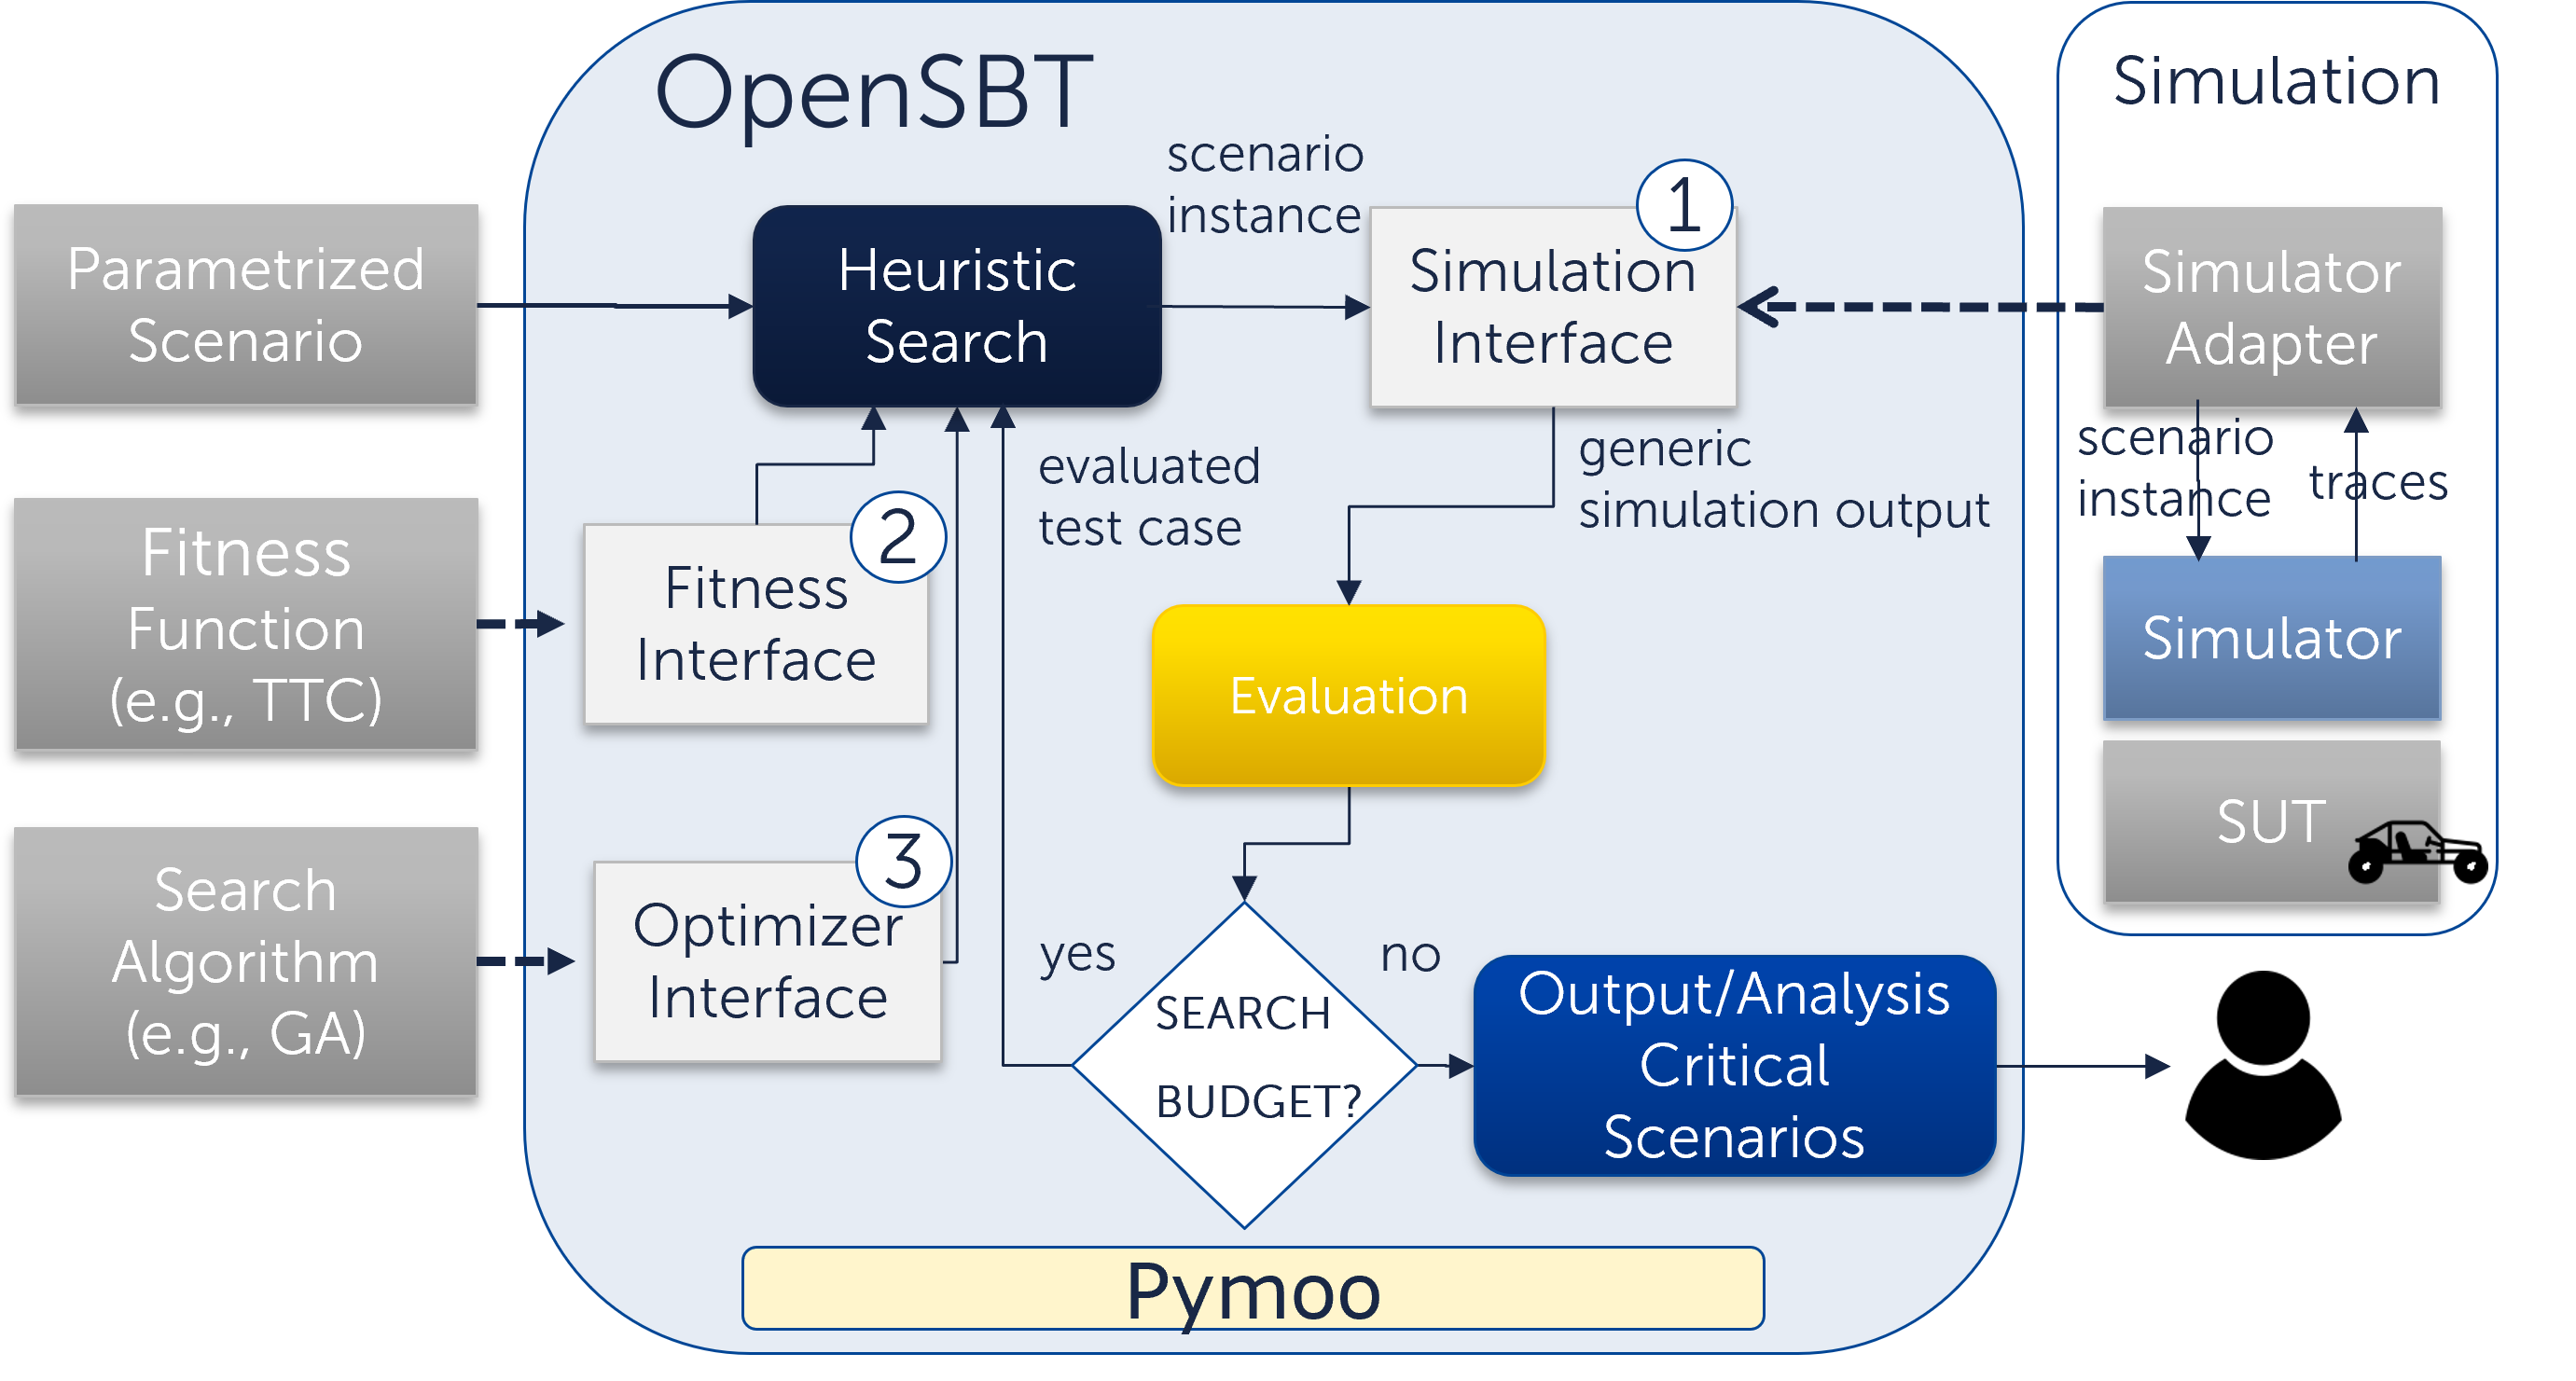 OpenSBT
Simulation
Parametrized
Scenario
Heuristic
Search
scenario
instance
1
Simulation
Interface
Simulator
Adapter
scenario
instance
traces
Simulator
SUT
Fitness
Function
(e.g., TTC)
2
Fitness
Interface
evaluated
test case
generic
simulation output
Evaluation
Search
Algorithm
(e.g., GA)
3
Optimizer
Interface
yes
SEARCH
BUDGET?
no
Output/Analysis
Critical
Scenarios
Pymoo